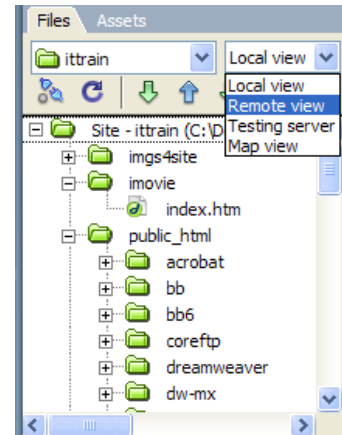 Files Assets
ittrain Local view
Local view
Remote view
Testing server
Map view
Site - ittrain (C:\D
imgs4site
imovie
index.htm
public_html
acrobat
bb
bb6
coreftp
dreamweaver
dw-mx